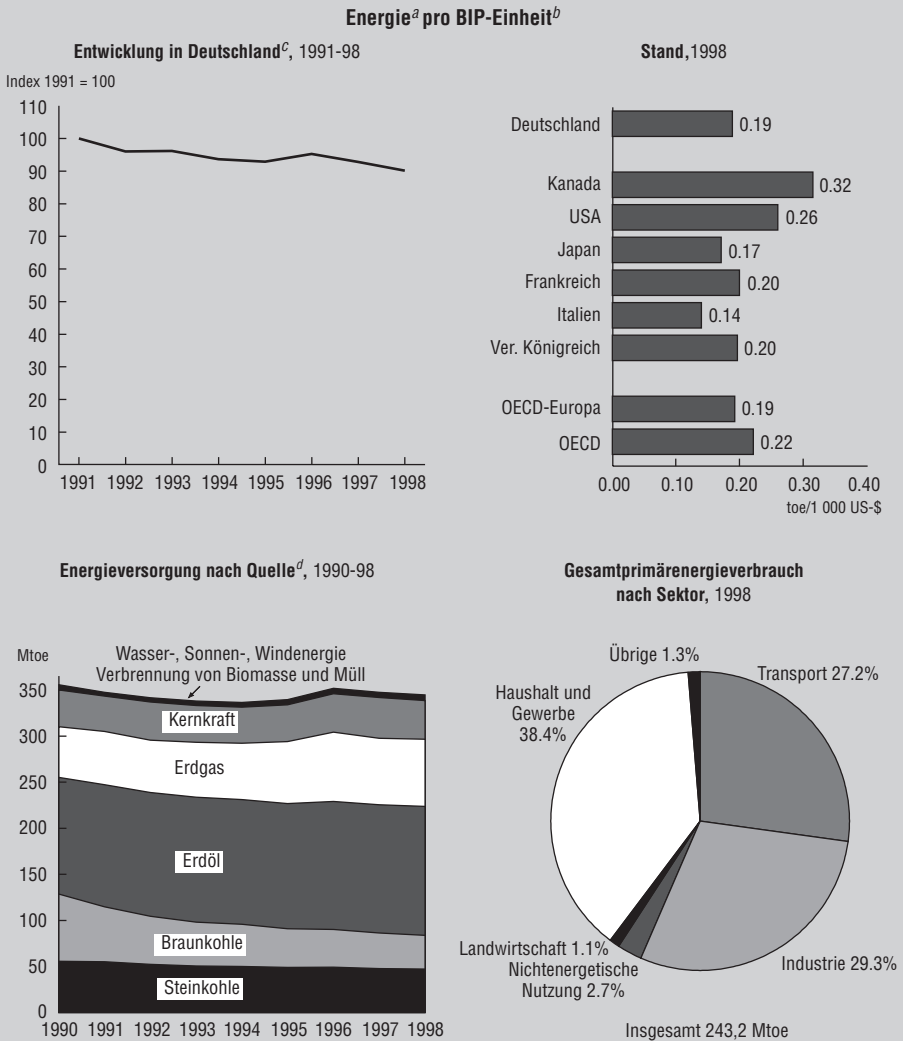 Energieᵃ pro BIP-Einheitᵇ
Entwicklung in Deutschlandᶜ, 1991-98
Index 1991 = 100
110
100
90
80
70
60
50
40
30
20
10
0
1991 1992 1993 1994 1995 1996 1997 1998
Stand,1998
Deutschland 0.19
Kanada 0.32
USA 0.26
Japan 0.17
Frankreich 0.20
Italien 0.14
Ver. Königreich 0.20
OECD-Europa 0.19
OECD 0.22
0.00 0.10 0.20 0.30 0.40
toe/1 000 US-$
Energieversorgung nach Quelleᵈ, 1990-98
Mtoe
Wasser-, Sonnen-, Windenergie
Verbrennung von Biomasse und Müll
350
300
250
200
150
100
50
0
Kernkraft
Erdgas
Erdöl
Braunkohle
Steinkohle
1990 1991 1992 1993 1994 1995 1996 1997 1998
Gesamtprimärenergieverbrauch
nach Sektor, 1998
Übrige 1.3%
Transport 27.2%
Haushalt und
Gewerbe
38.4%
Landwirtschaft 1.1%
Nichtenergetische
Nutzung 2.7%
Industrie 29.3%
Insgesamt 243,2 Mtoe